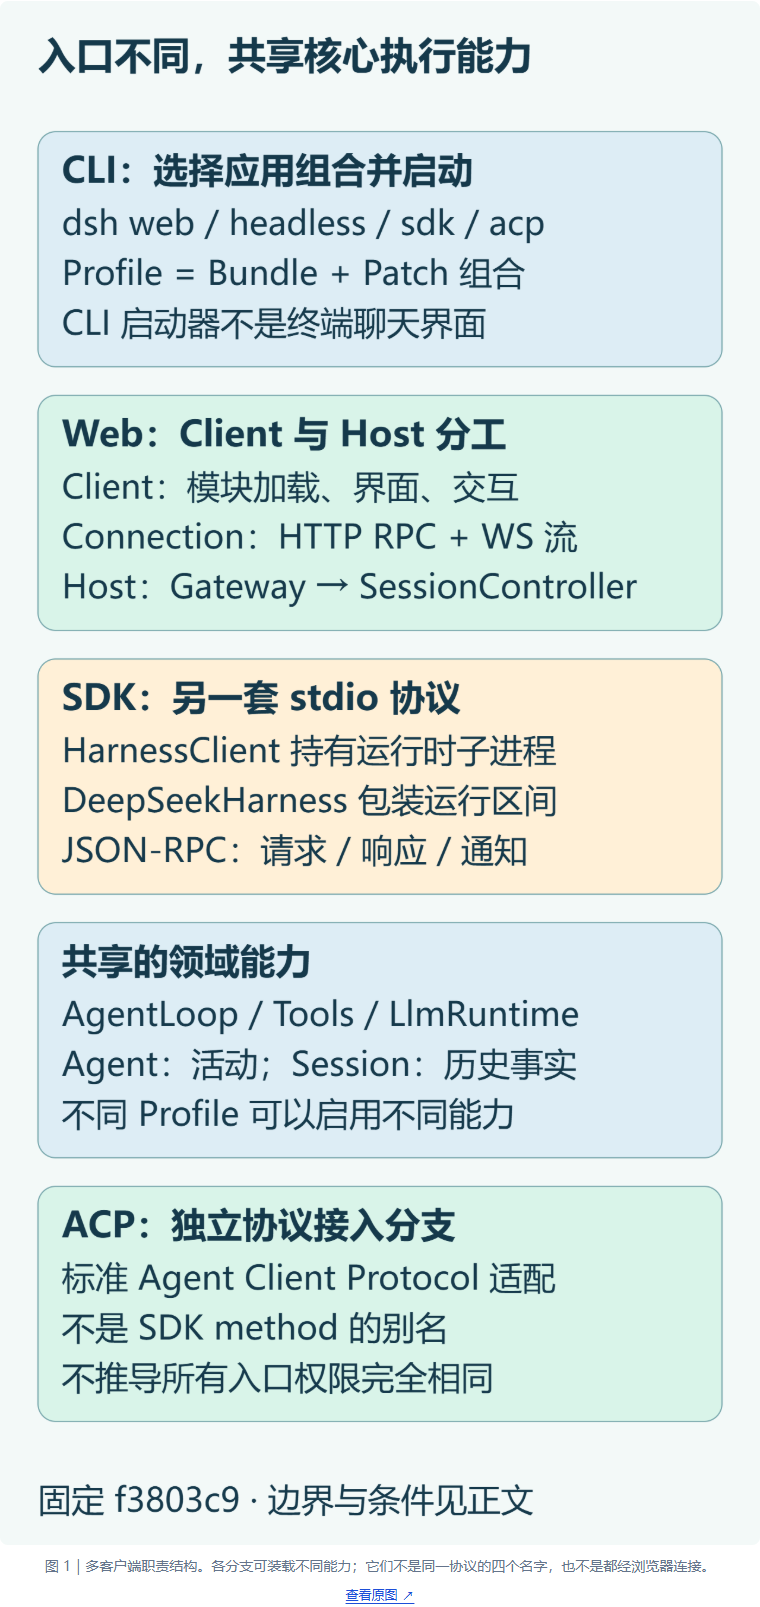 入口不同，共享核心执行能力
CLI：选择应用组合并启动
dsh web / headless / sdk / acp
Profile = Bundle + Patch 组合
CLI 启动器不是终端聊天界面
Web：Client 与 Host 分工
Client：模块加载、界面、交互
Connection：HTTP RPC + WS 流
Host：Gateway → SessionController
SDK：另一套 stdio 协议
HarnessClient 持有运行时子进程
DeepSeekHarness 包装运行区间
JSON-RPC：请求 / 响应 / 通知
共享的领域能力
AgentLoop / Tools / LlmRuntime
Agent：活动；Session：历史事实
不同 Profile 可以启用不同能力
ACP：独立协议接入分支
标准 Agent Client Protocol 适配
不是 SDK method 的别名
不推导所有入口权限完全相同
固定 f3803c9 · 边界与条件见正文
图 1｜多客户端职责结构。各分支可装载不同能力；它们不是同一协议的四个名字，也不是都经浏览器连接。
查看原图 ↗